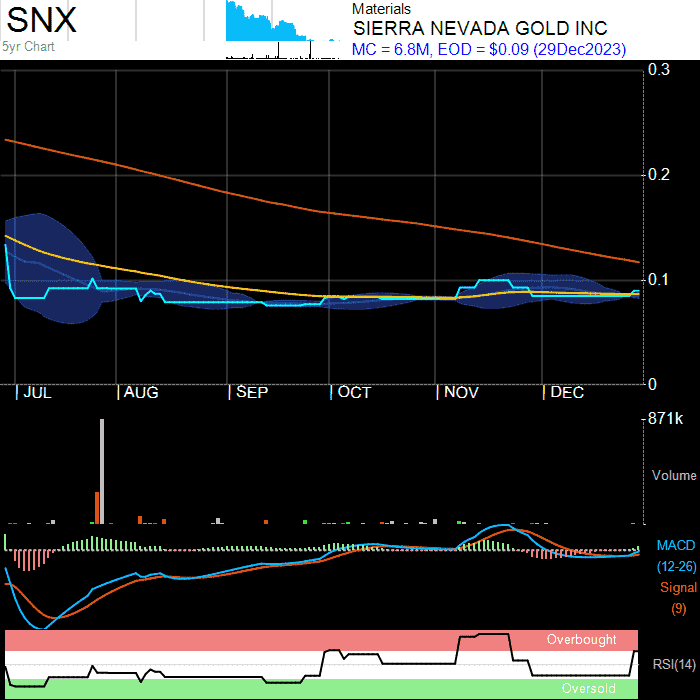 SNX
5yr Chart
Materials
SIERRA NEVADA GOLD INC
MC = 6.8M, EOD = $0.09 (29Dec2023)
0.3
0.2
0.1
0
JUL AUG SEP OCT NOV DEC
871k
Volume
MACD
(12-26)
Signal
(9)
Overbought
RSI(14)
Oversold